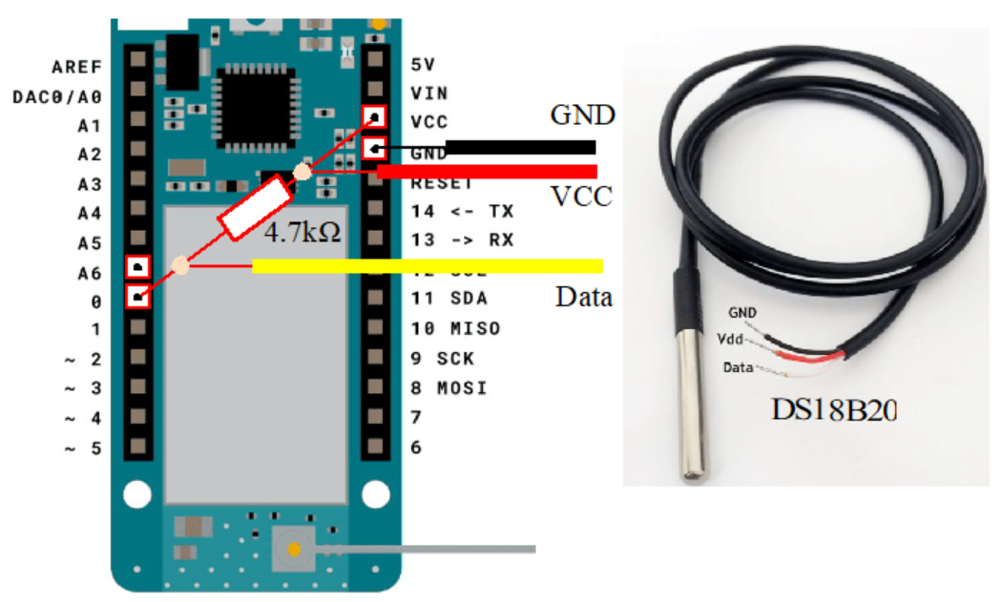 AREF
DAC0/A0
A1
A2
A3
A4
A5
A6
0
1
~ 2
~ 3
~ 4
~ 5
5V
VIN
VCC
GND
RESET
14 <- TX
13 -> RX
11 SDA
10 MISO
9 SCK
8 MOSI
7
6
4.7kΩ
GND
VCC
Data
GND
Vdd
Data
DS18B20